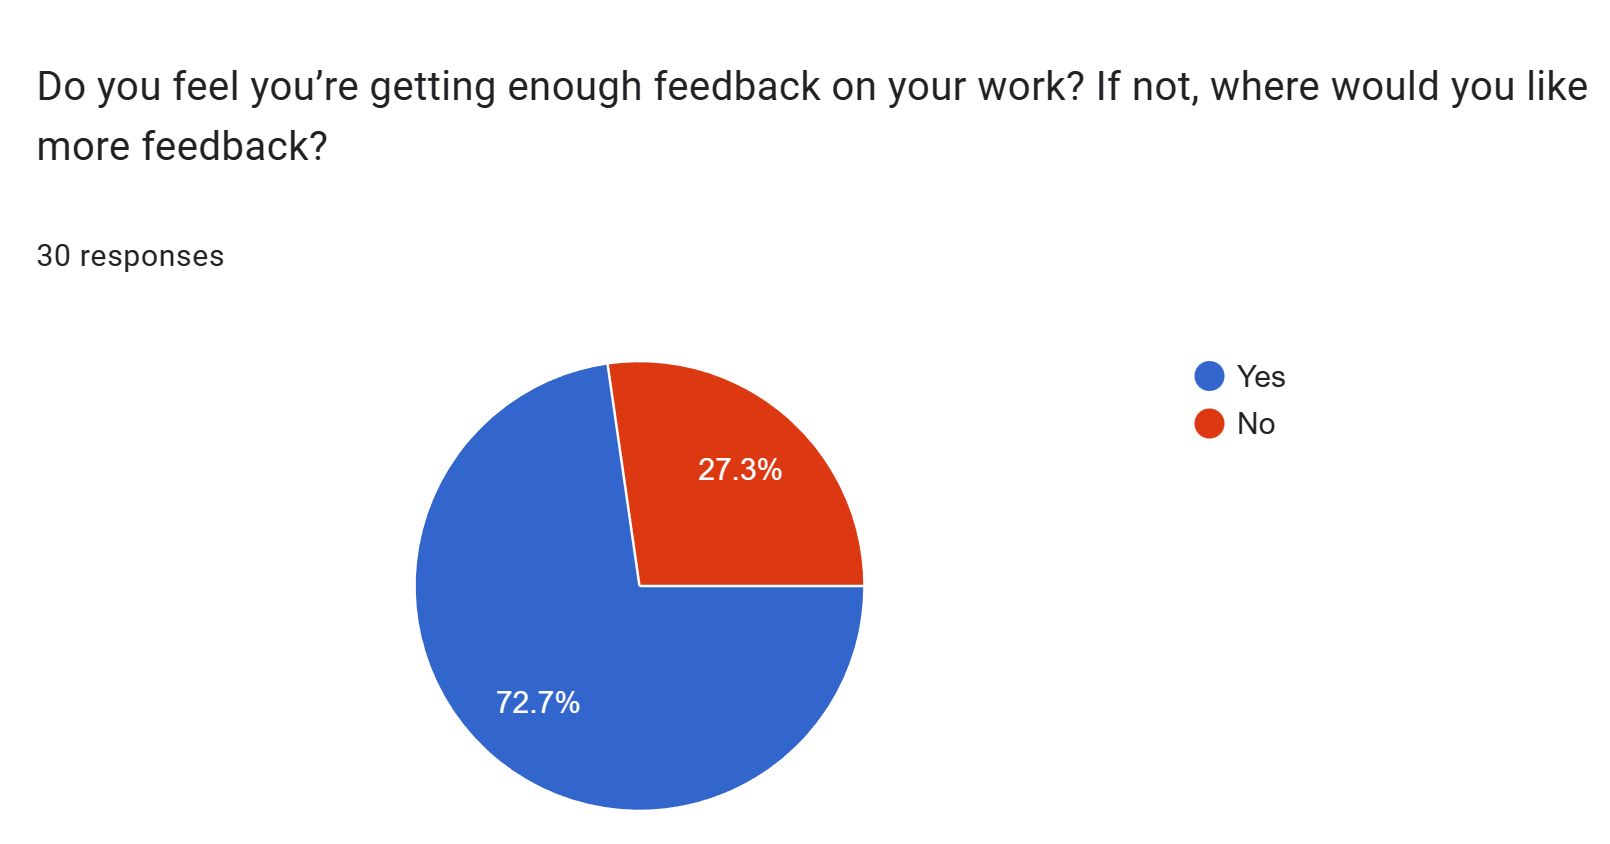 Do you feel you’re getting enough feedback on your work? If not, where would you like
more feedback?
30 responses
Yes
No
27.3%
72.7%